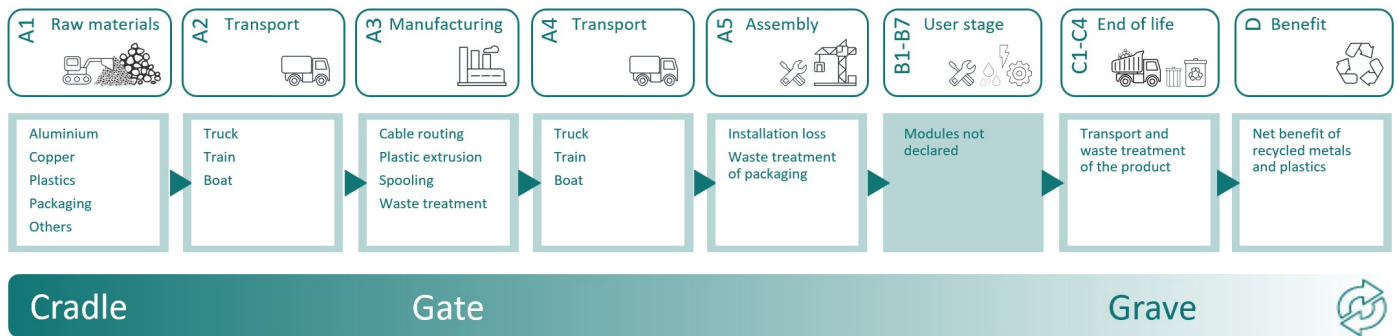 A1 Raw materials
A2 Transport
A3 Manufacturing
A4 Transport
A5 Assembly
B1-B7 User stage
C1-C4 End of life
D Benefit
Aluminium
Copper
Plastics
Packaging
Others
Truck
Train
Boat
Cable routing
Plastic extrusion
Spooling
Waste treatment
Truck
Train
Boat
Installation loss
Waste treatment
of packaging
Modules not
declared
Transport and
waste treatment
of the product
Net benefit of
recycled metals
and plastics
Cradle
Gate
Grave